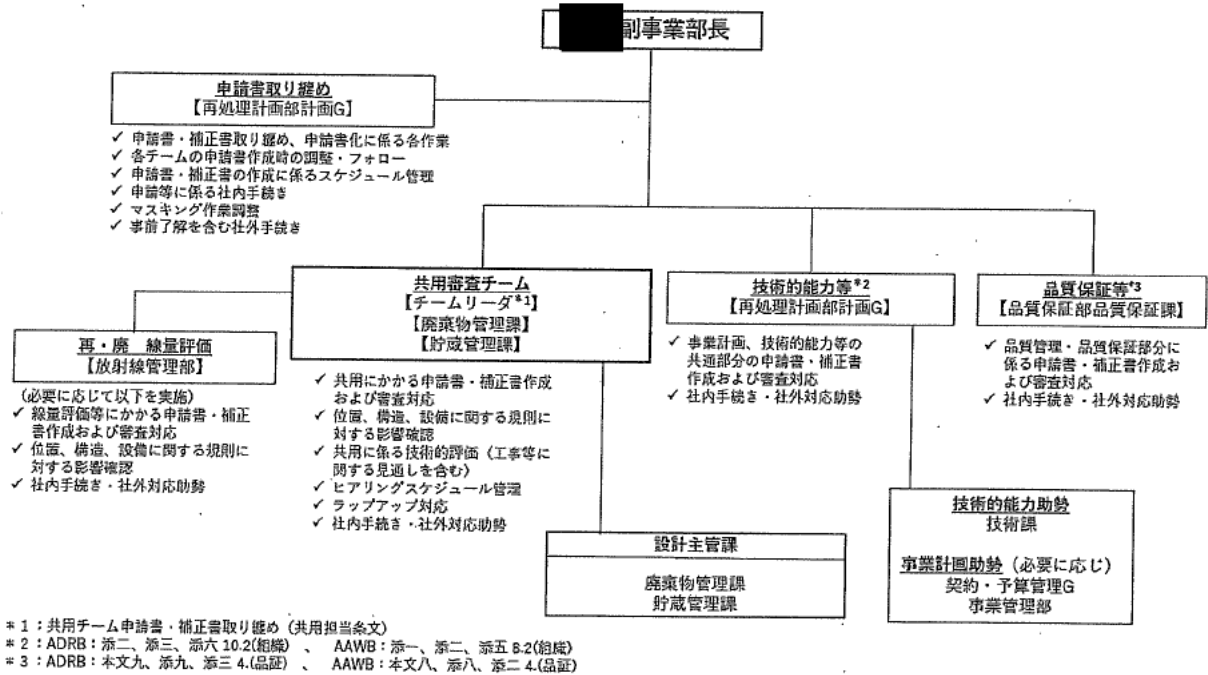 副事業部長
申請書取り纏め
【再処理計画部計画G】
✓ 申請書・補正書取り纏め、申請書化に係る各作業
✓ 各チームの申請書作成時の調整・フォロー
✓ 申請書・補正書の作成に係るスケジュール管理
✓ 申請等に係る社内手続き
✓ マスキング作業調整
✓ 事前了解を含む社外手続き
共用審査チーム
【チームリーダ*1】
【廃棄物管理課】
【貯蔵管理課】
✓ 共用にかかる申請書・補正書作成
および審査対応
✓ 位置、構造、設備に関する規則に
対する影響確認
✓ 共用に係る技術的評価（工事等に
関する見通しを含む）
✓ ヒアリングスケジュール管理
✓ ラップアップ対応
✓ 社内手続き・社外対応助勢
再・廃 線量評価
【放射線管理部】
(必要に応じて以下を実施)
✓ 線量評価等にかかる申請書・補正
書作成および審査対応
✓ 位置、構造、設備に関する規則に
対する影響確認
✓ 社内手続き・社外対応助勢
技術的能力等*2
【再処理計画部計画G】
✓ 事業計画、技術的能力等の
共通部分の申請書・補正書
作成および審査対応
✓ 社内手続き・社外対応助勢
品質保証等*3
【品質保証部品質保証課】
✓ 品質管理・品質保証部分に
係る申請書・補正書作成お
よび審査対応
✓ 社内手続き・社外対応助勢
設計主管課
廃棄物管理課
貯蔵管理課
技術的能力助勢
技術課
事業計画助勢（必要に応じ）
契約・予算管理G
事業管理部
*1：共用チーム申請書・補正書取り纏め（共用担当条文）
*2：ADRB：添二、添三、添六 10.2(組織) 、 AAWB：添一、添二、添五 8.2(組織)
*3：ADRB：本文九、添九、添三 4.(品証) 、 AAWB：本文八、添八、添二 4.(品証)